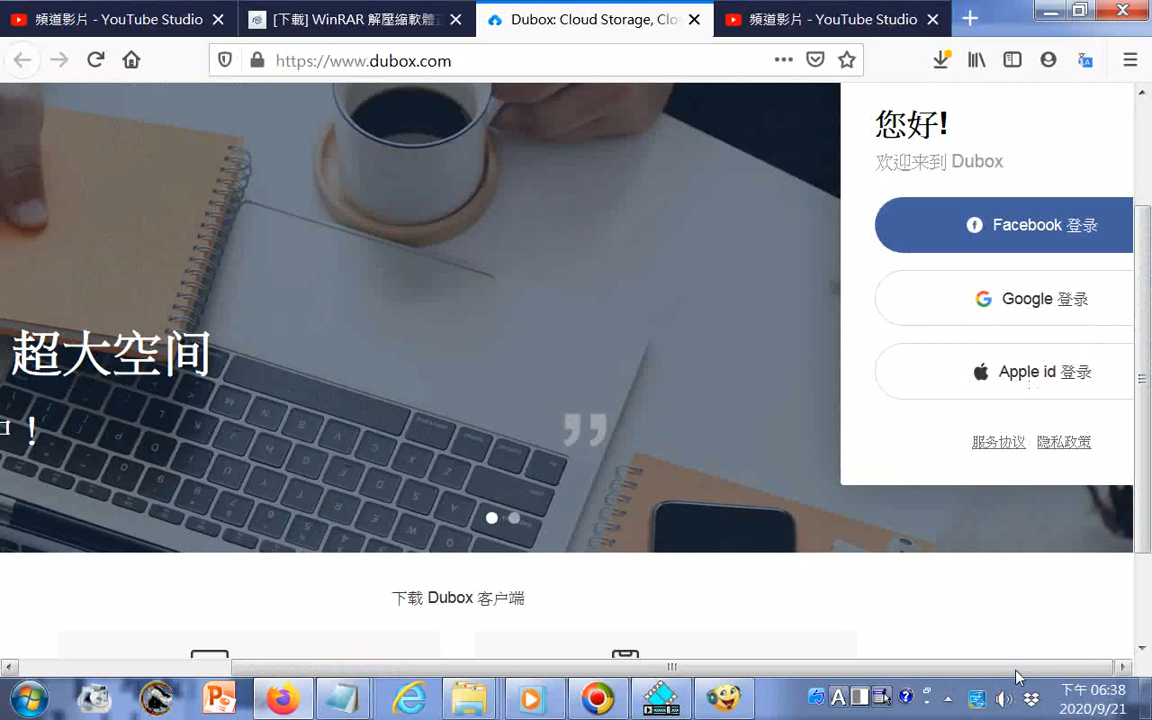 頻道影片 - YouTube Studio
[下載] WinRAR 解壓縮軟體
Dubox: Cloud Storage, Clo
頻道影片 - YouTube Studio
https://www.dubox.com
您好!
欢迎来到 Dubox
Facebook 登录
Google 登录
Apple id 登录
服务协议 隐私政策
超大空间
！
下载 Dubox 客户端
下午 06:38
2020/9/21